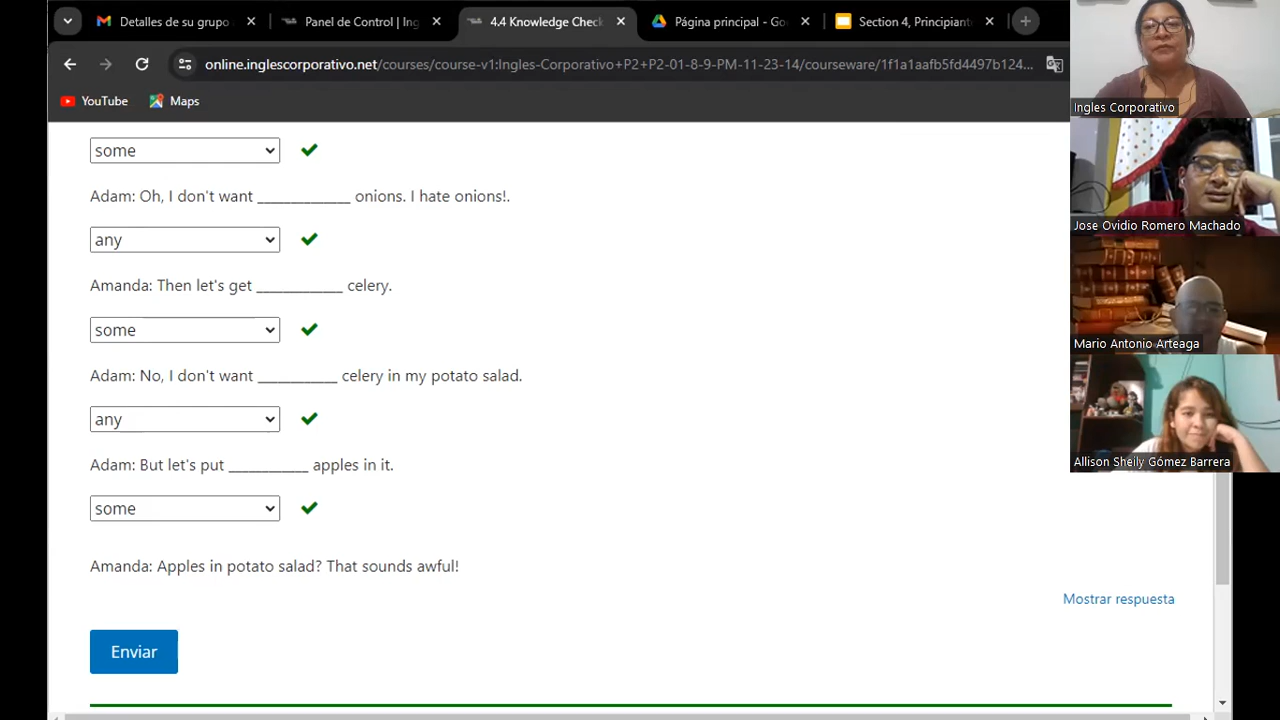 Detalles de su grupo
Panel de Control | Ing
4.4 Knowledge Check
Página principal - Go
Section 4, Principiant
online.inglescorporativo.net/courses/course-v1:Ingles-Corporativo+P2+P2-01-8-9-PM-11-23-14/courseware/1f1a1aafb5fd4497b124...
YouTube
Maps
some
Adam: Oh, I don't want ______________ onions. I hate onions!.
any
Amanda: Then let's get _____________ celery.
some
Adam: No, I don't want ____________ celery in my potato salad.
any
Adam: But let's put ____________ apples in it.
some
Amanda: Apples in potato salad? That sounds awful!
Mostrar respuesta
Enviar
Ingles Corporativo
Jose Ovidio Romero Machado
Mario Antonio Arteaga
Allison Sheily Gómez Barrera